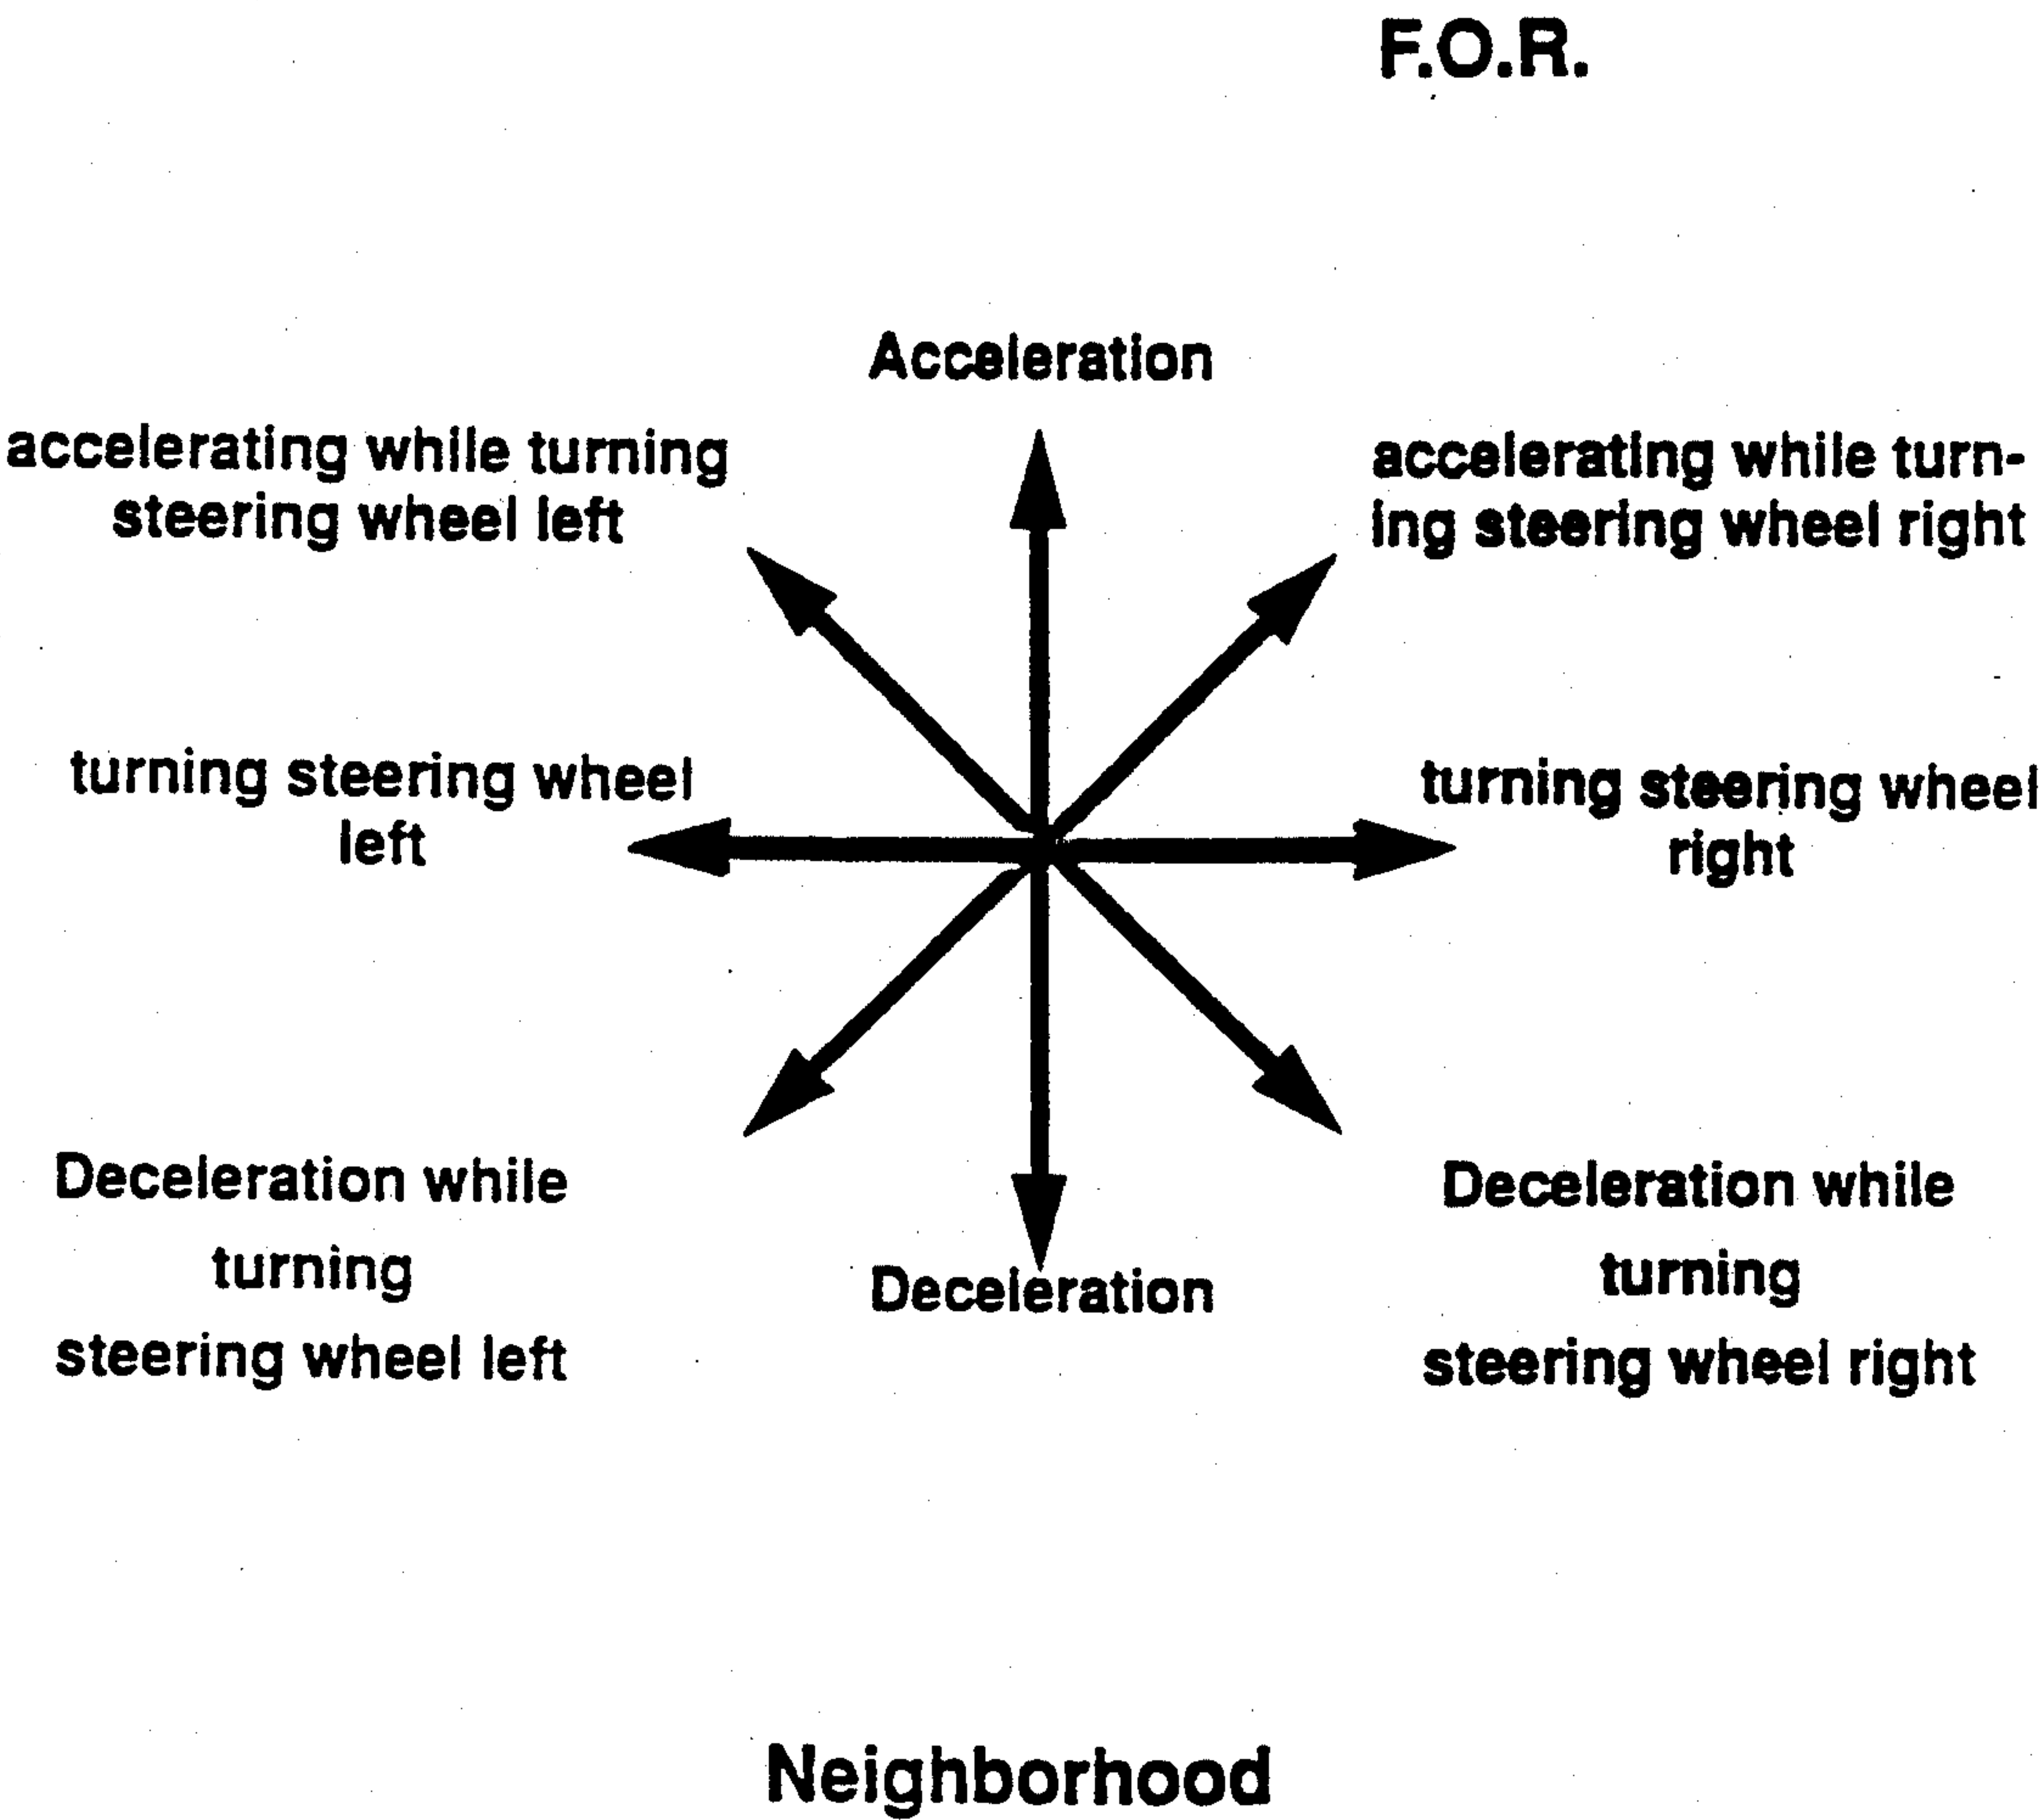 F.O.R.
Acceleration
accelerating while turning
steering wheel left
accelerating while turn-
ing steering wheel right
turning steering wheel
left
turning steering wheel
right
Deceleration while
turning
steering wheel left
Deceleration
Deceleration while
turning
steering wheel right
Neighborhood